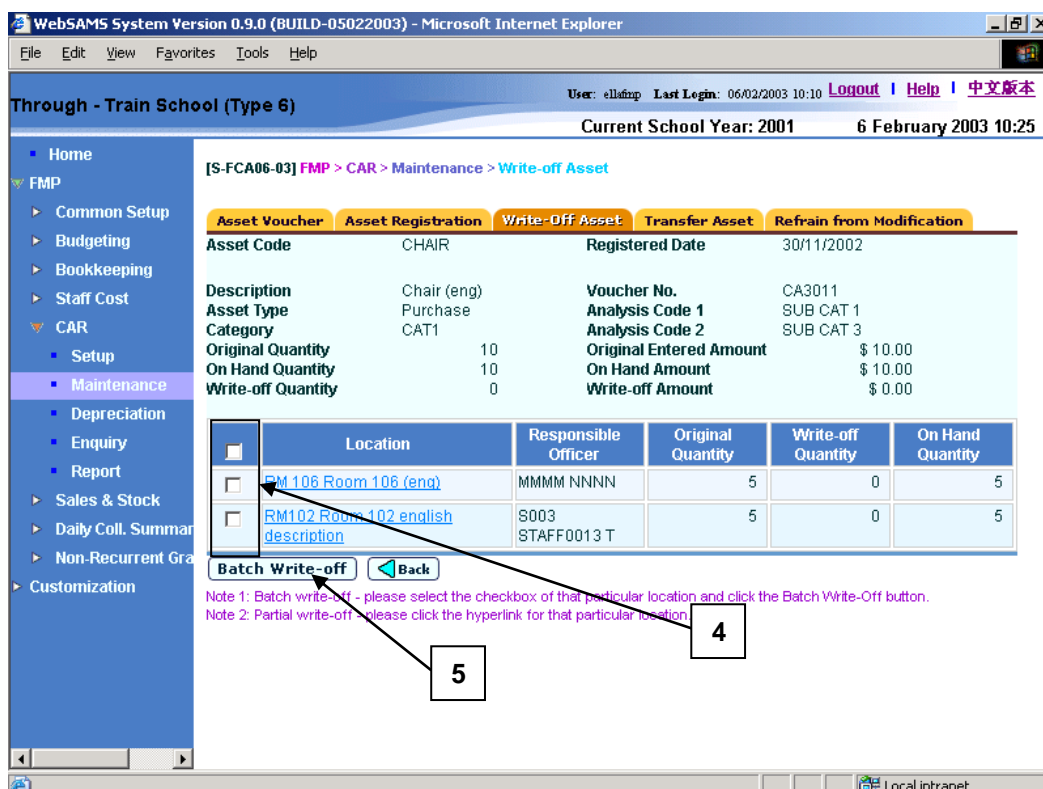 WebSAMS System Version 0.9.0 (BUILD-05022003) - Microsoft Internet Explorer
File Edit View Favorites Tools Help
Through - Train School (Type 6)
User: ellafmp Last Login: 06/02/2003 10:10 Logout | Help | 中文版本
Current School Year: 2001 6 February 2003 10:25
Home
FMP
Common Setup
Budgeting
Bookkeeping
Staff Cost
CAR
Setup
Maintenance
Depreciation
Enquiry
Report
Sales & Stock
Daily Coll. Summar
Non-Recurrent Gra
Customization
[S-FCA06-03] FMP > CAR > Maintenance > Write-off Asset
Asset Voucher Asset Registration Write-Off Asset Transfer Asset Refrain from Modification
Asset Code CHAIR Registered Date 30/11/2002
Description Chair (eng) Voucher No. CA3011
Asset Type Purchase Analysis Code 1 SUB CAT 1
Category CAT1 Analysis Code 2 SUB CAT 3
Original Quantity 10 Original Entered Amount $ 10.00
On Hand Quantity 10 On Hand Amount $ 10.00
Write-off Quantity 0 Write-off Amount $ 0.00
Location Responsible Officer Original Quantity Write-off Quantity On Hand Quantity
RM 106 Room 106 (eng) MMMM NNNN 5 0 5
RM102 Room 102 english description S003 STAFF0013 T 5 0 5
Batch Write-off Back
Note 1: Batch write-off - please select the checkbox of that particular location and click the Batch Write-Off button.
Note 2: Partial write-off - please click the hyperlink for that particular location.
4
5
Local intranet